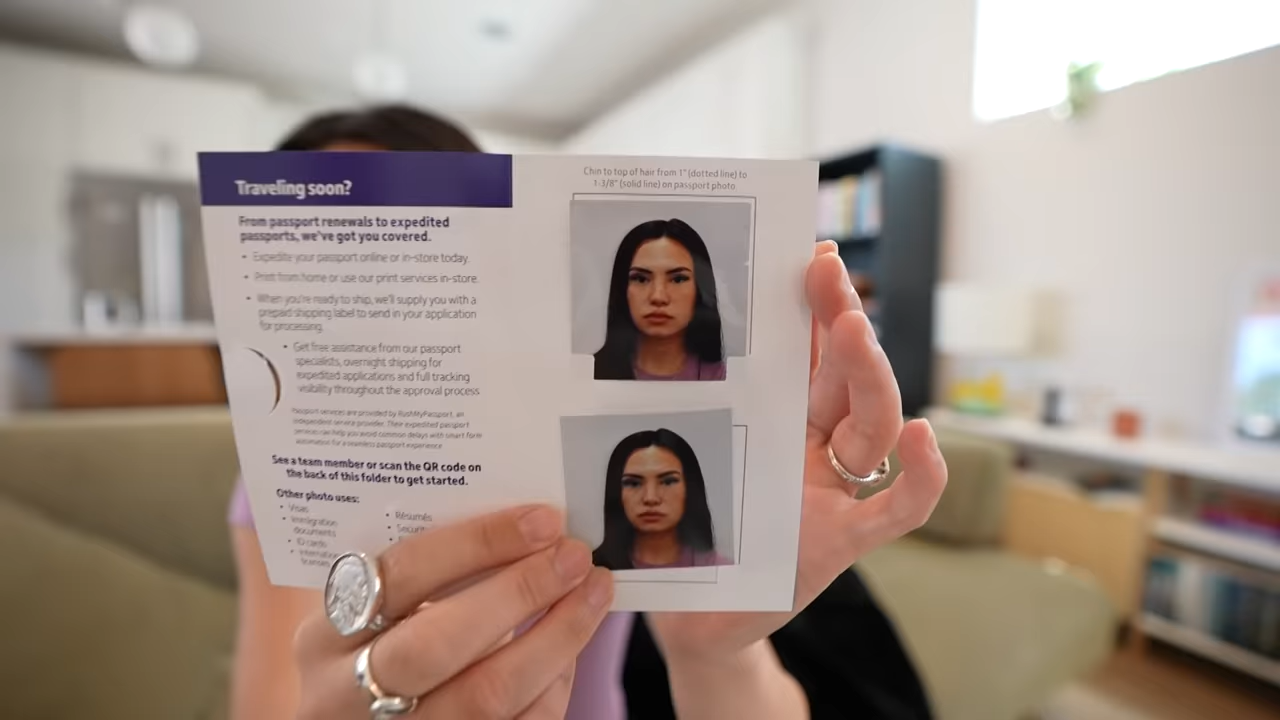 Traveling soon?
From passport renewals to expedited
passports, we've got you covered.
• Expedite your passport online or in-store today.
• Print from home or use our print services in-store.
• When you're ready to ship, we'll supply you with a
prepaid shipping label to send in your application
for processing.
• Get free assistance from our passport
specialists, overnight shipping for
expedited applications and full tracking
visibility throughout the approval process
Passport services are provided by RushMyPassport, an
independent service provider. Their expedited passport
services can help you avoid common delays with smart form
automation for a seamless passport experience
See a team member or scan the QR code on
the back of this folder to get started.
Other photo uses:
• Visas
• Immigration
documents
• ID cards
• Internation
licenses
• Résumés
• Securit
Chin to top of hair from 1" (dotted line) to
1-3/8" (solid line) on passport photo.